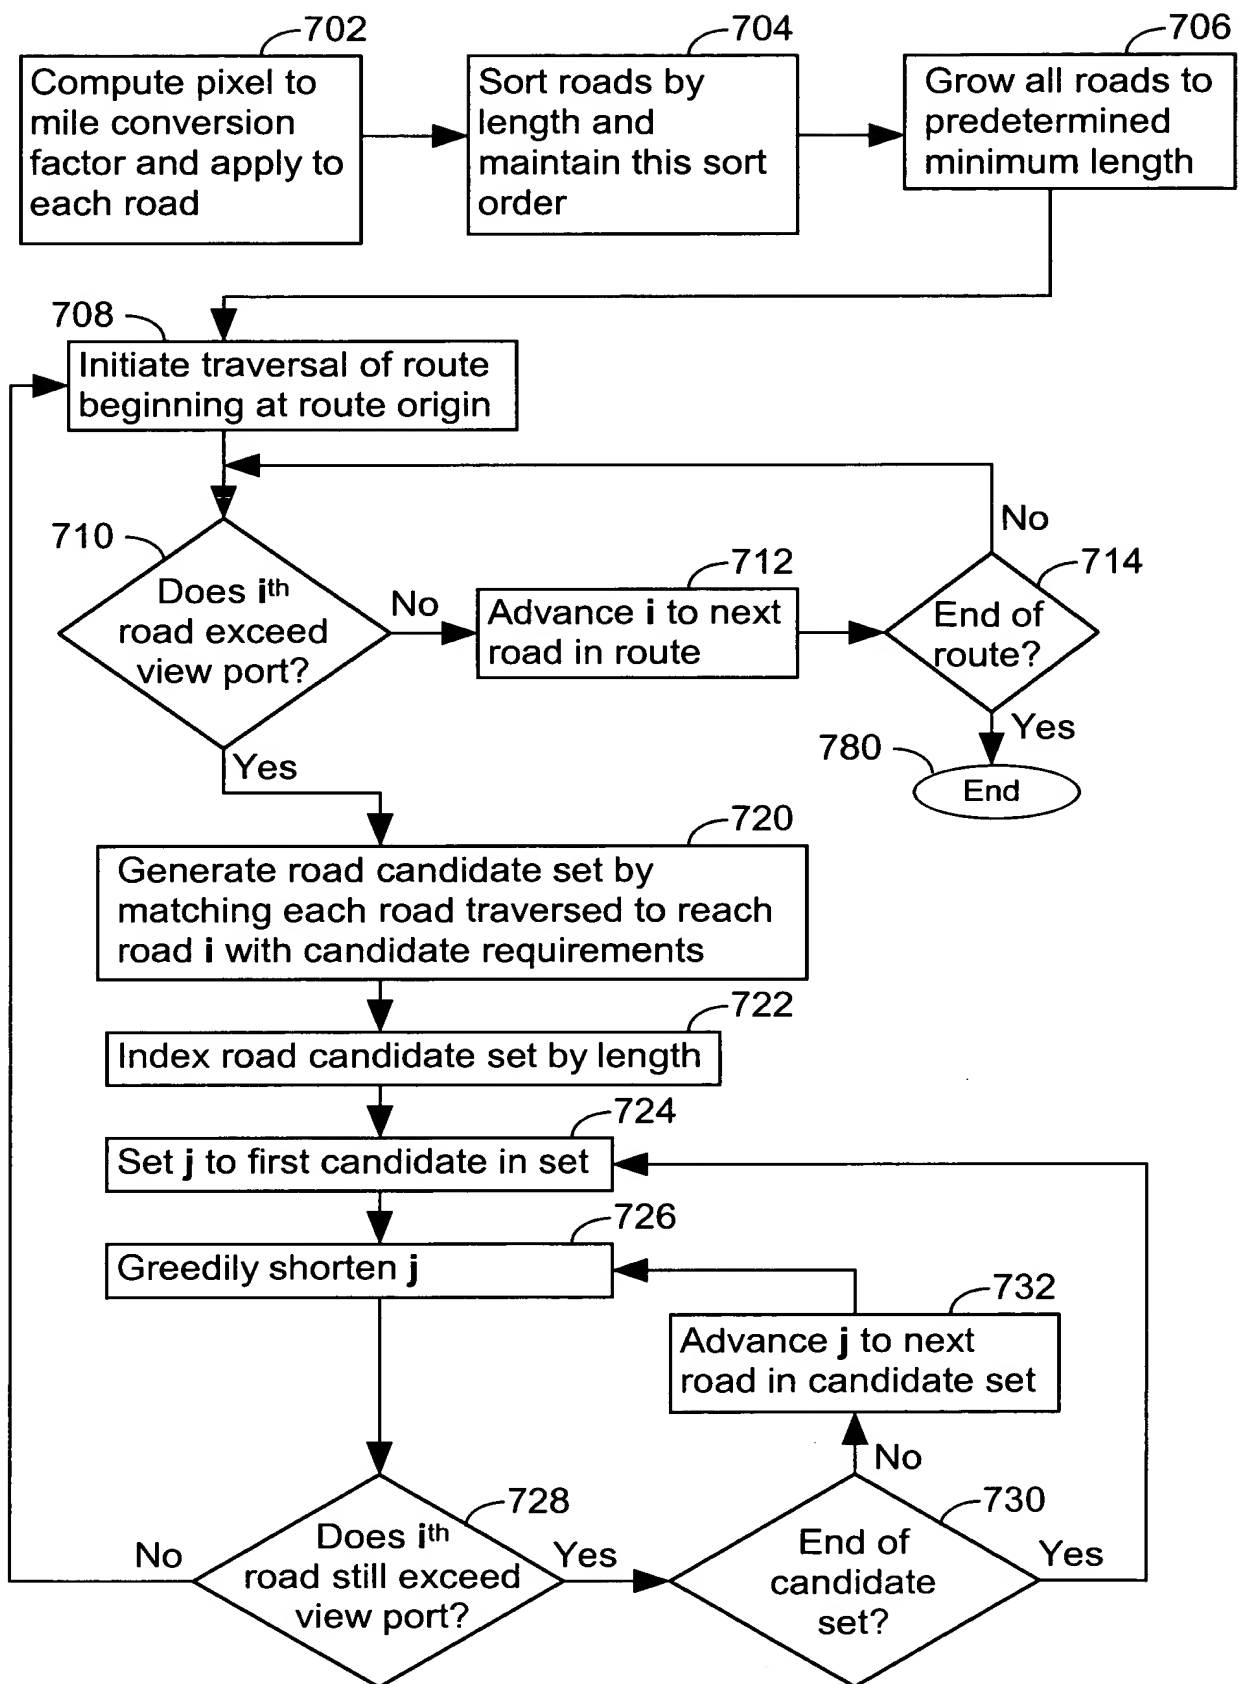 702
Compute pixel to
mile conversion
factor and apply to
each road
704
Sort roads by
length and
maintain this sort
order
706
Grow all roads to
predetermined
minimum length
708
Initiate traversal of route
beginning at route origin
710
Does ith
road exceed
view port?
No
712
Advance i to next
road in route
No
714
End of
route?
Yes
780
End
Yes
720
Generate road candidate set by
matching each road traversed to reach
road i with candidate requirements
722
Index road candidate set by length
724
Set j to first candidate in set
726
Greedily shorten j
732
Advance j to next
road in candidate set
No
728
Does ith
road still exceed
view port?
No
Yes
730
End of
candidate
set?
Yes